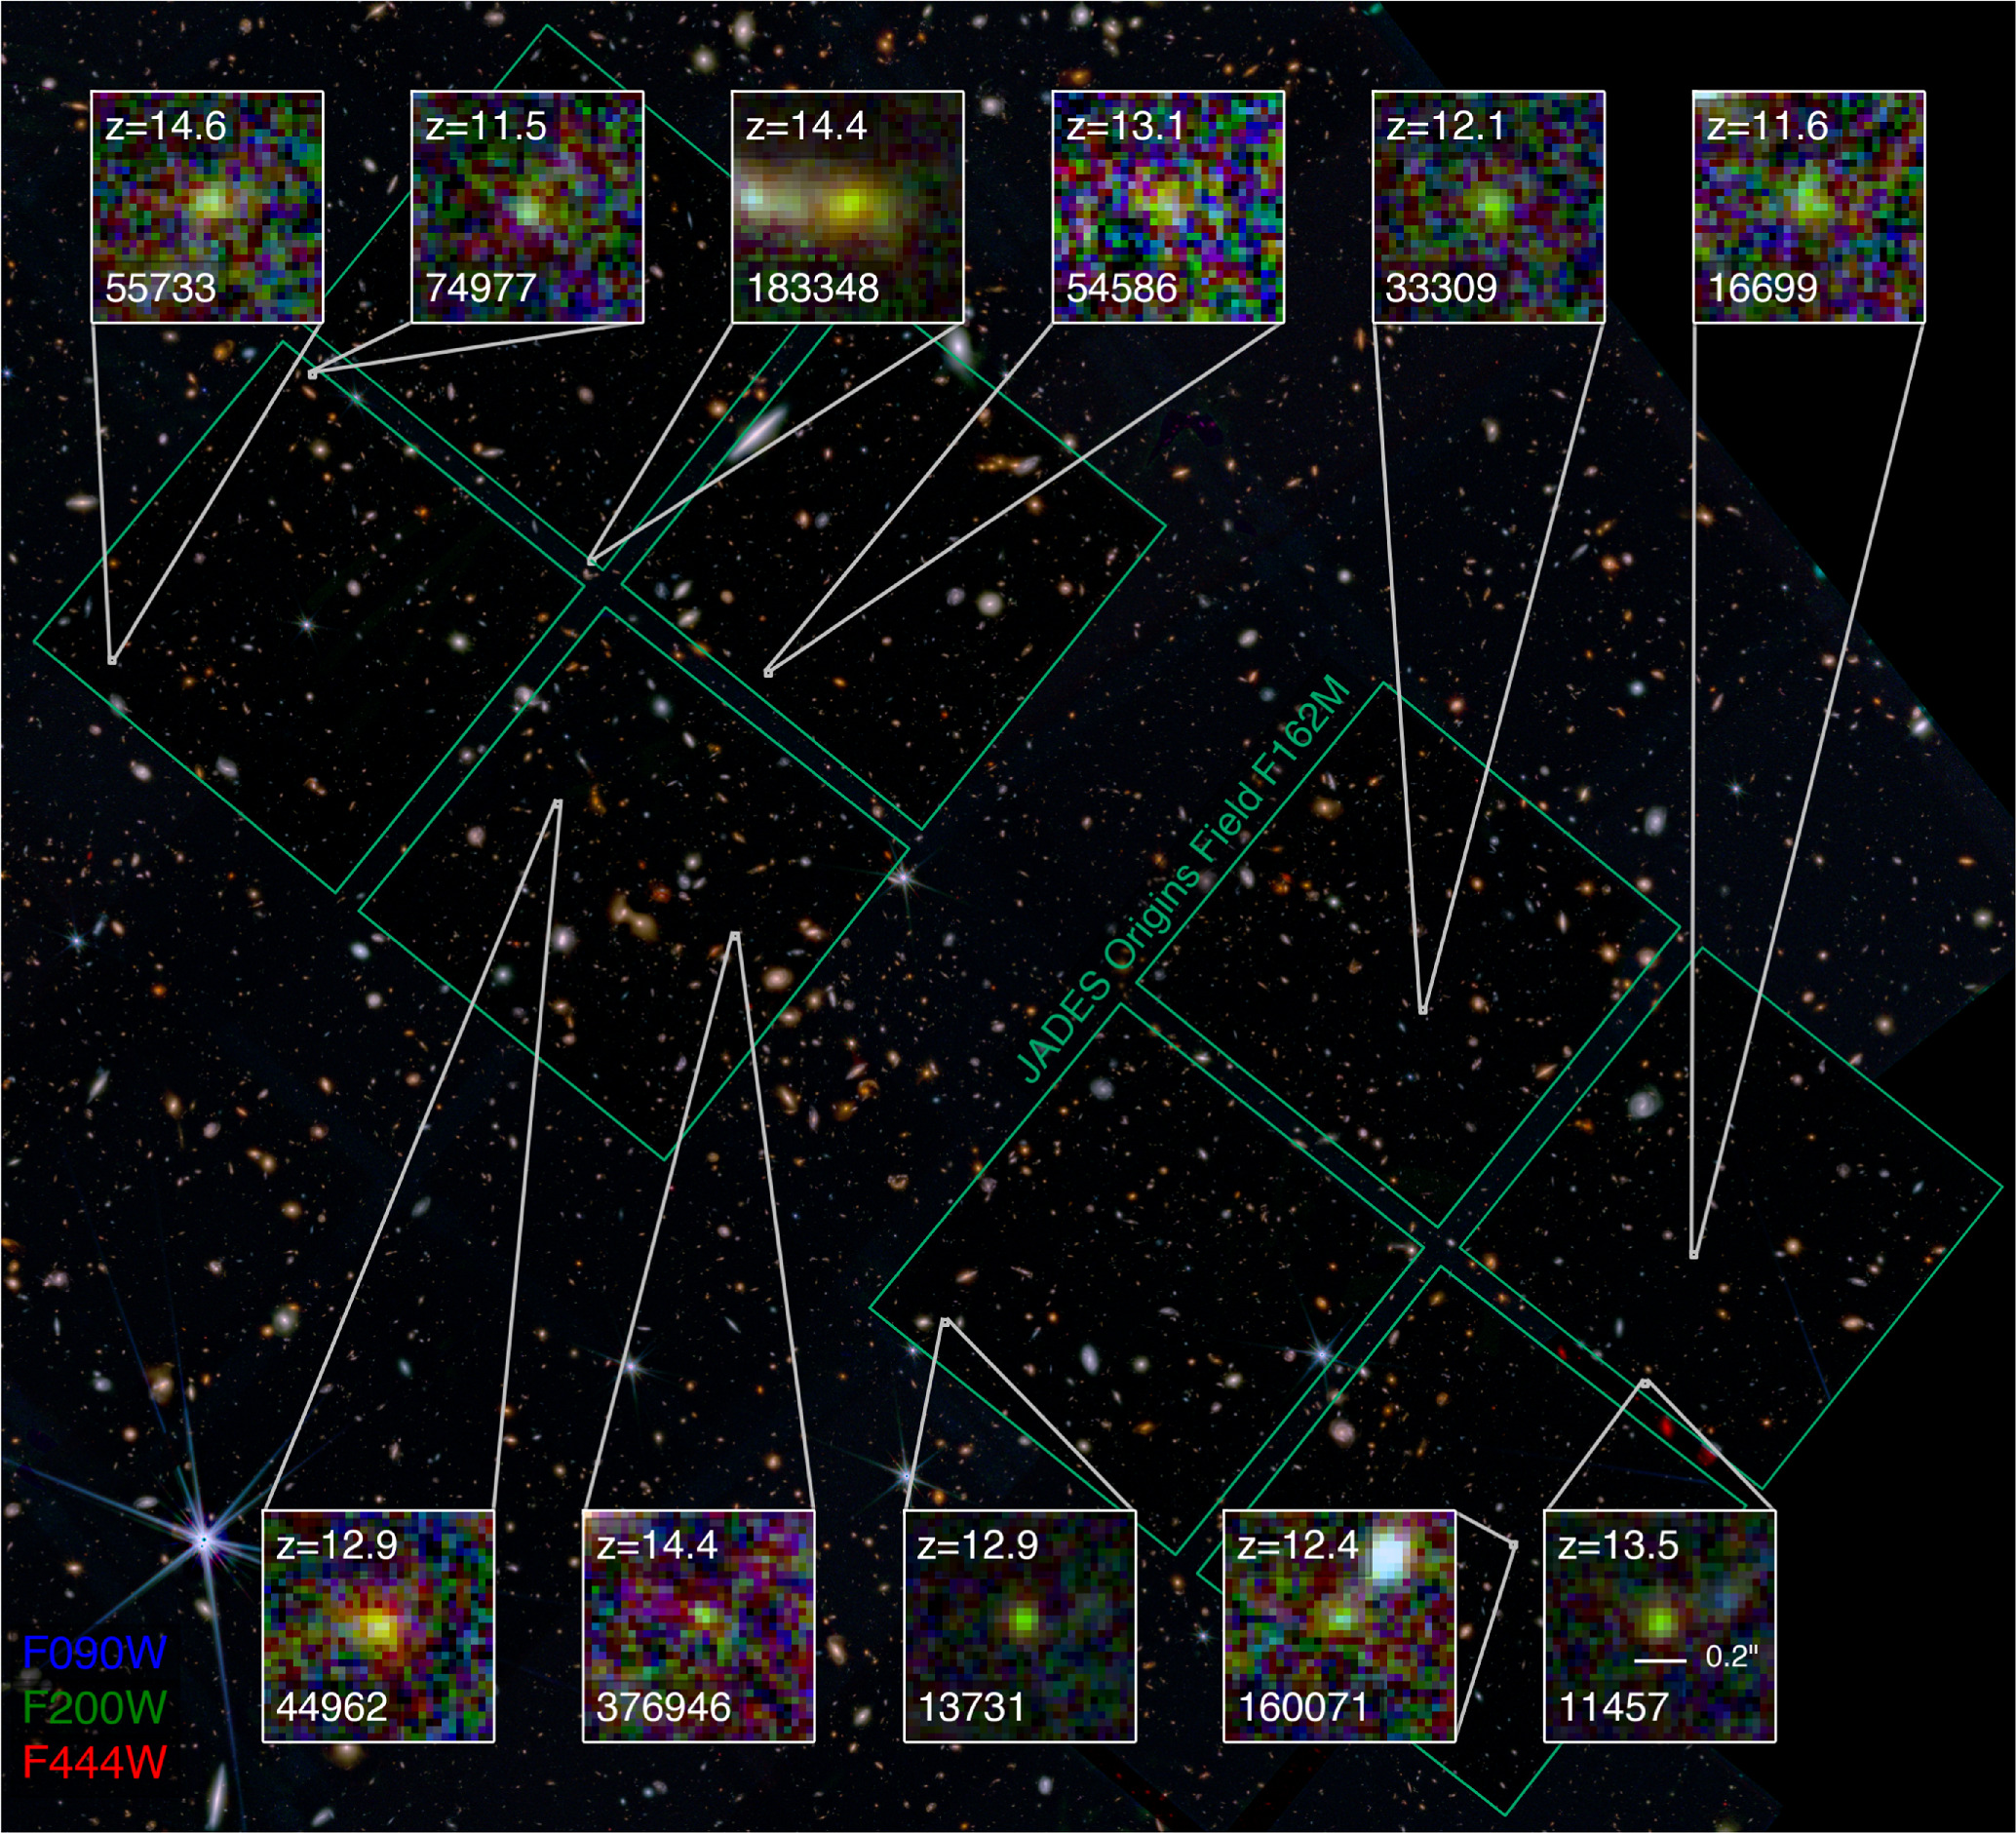 z=14.6
55733
z=11.5
74977
z=14.4
183348
z=13.1
54586
z=12.1
33309
z=11.6
16699
JADES Origins Field F162M
z=12.9
44962
z=14.4
376946
z=12.9
13731
z=12.4
160071
z=13.5
0.2"
11457
F090W
F200W
F444W